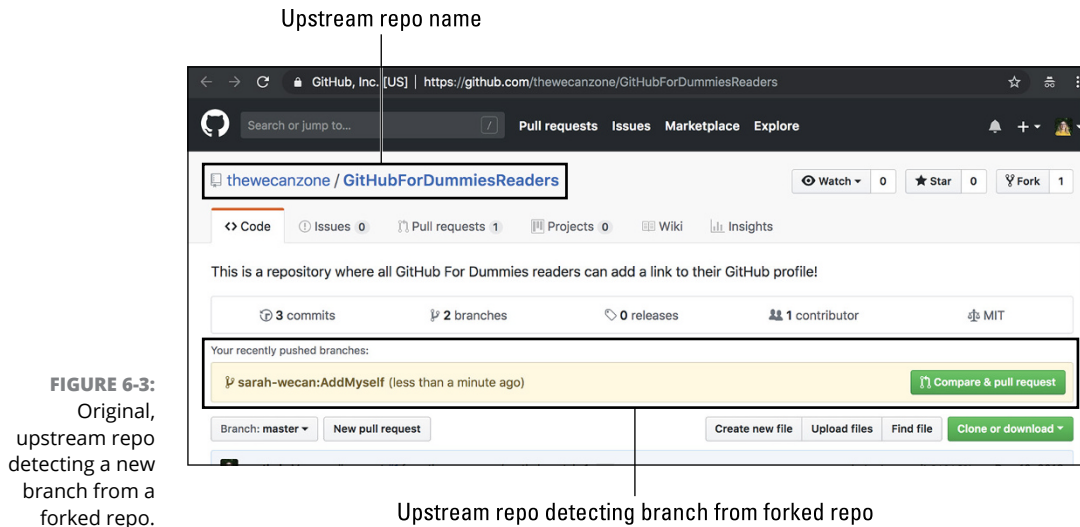 Upstream repo name
GitHub, Inc. [US] | https://github.com/thewecanzone/GitHubForDummiesReaders
Search or jump to... / Pull requests Issues Marketplace Explore
thewecanzone / GitHubForDummiesReaders Watch 0 Star 0 Fork 1
Code Issues 0 Pull requests 1 Projects 0 Wiki Insights
This is a repository where all GitHub For Dummies readers can add a link to their GitHub profile!
3 commits 2 branches 0 releases 1 contributor MIT
Your recently pushed branches:
sarah-wecan:AddMyself (less than a minute ago) Compare & pull request
Branch: master New pull request Create new file Upload files Find file Clone or download
FIGURE 6-3:
Original,
upstream repo
detecting a new
branch from a
forked repo.
Upstream repo detecting branch from forked repo